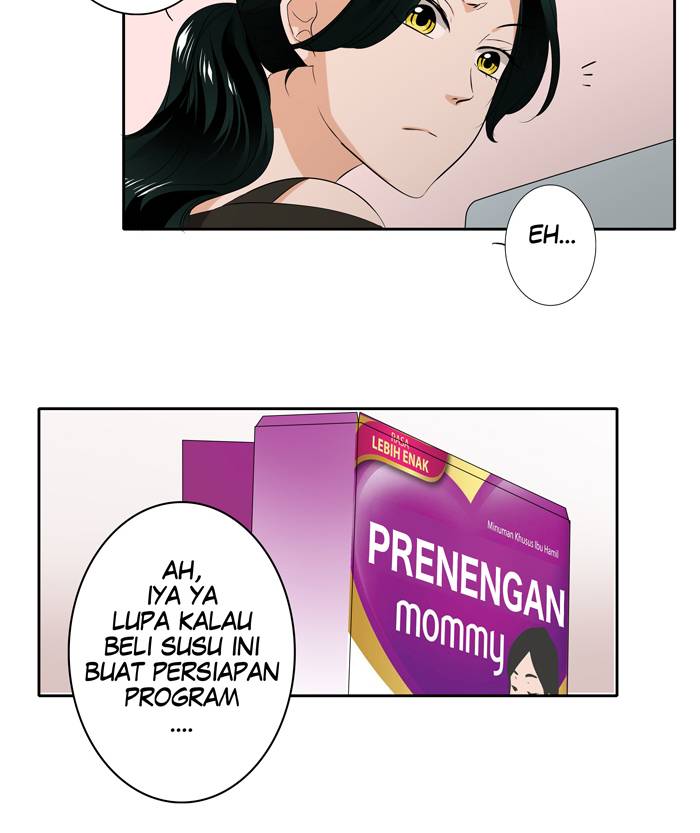 EH...
RASA
LEBIH ENAK
Minuman Khusus Ibu Hamil
PRENENGAN
mommy
AH,
IYA YA
LUPA KALAU
BELI SUSU INI
BUAT PERSIAPAN
PROGRAM
....